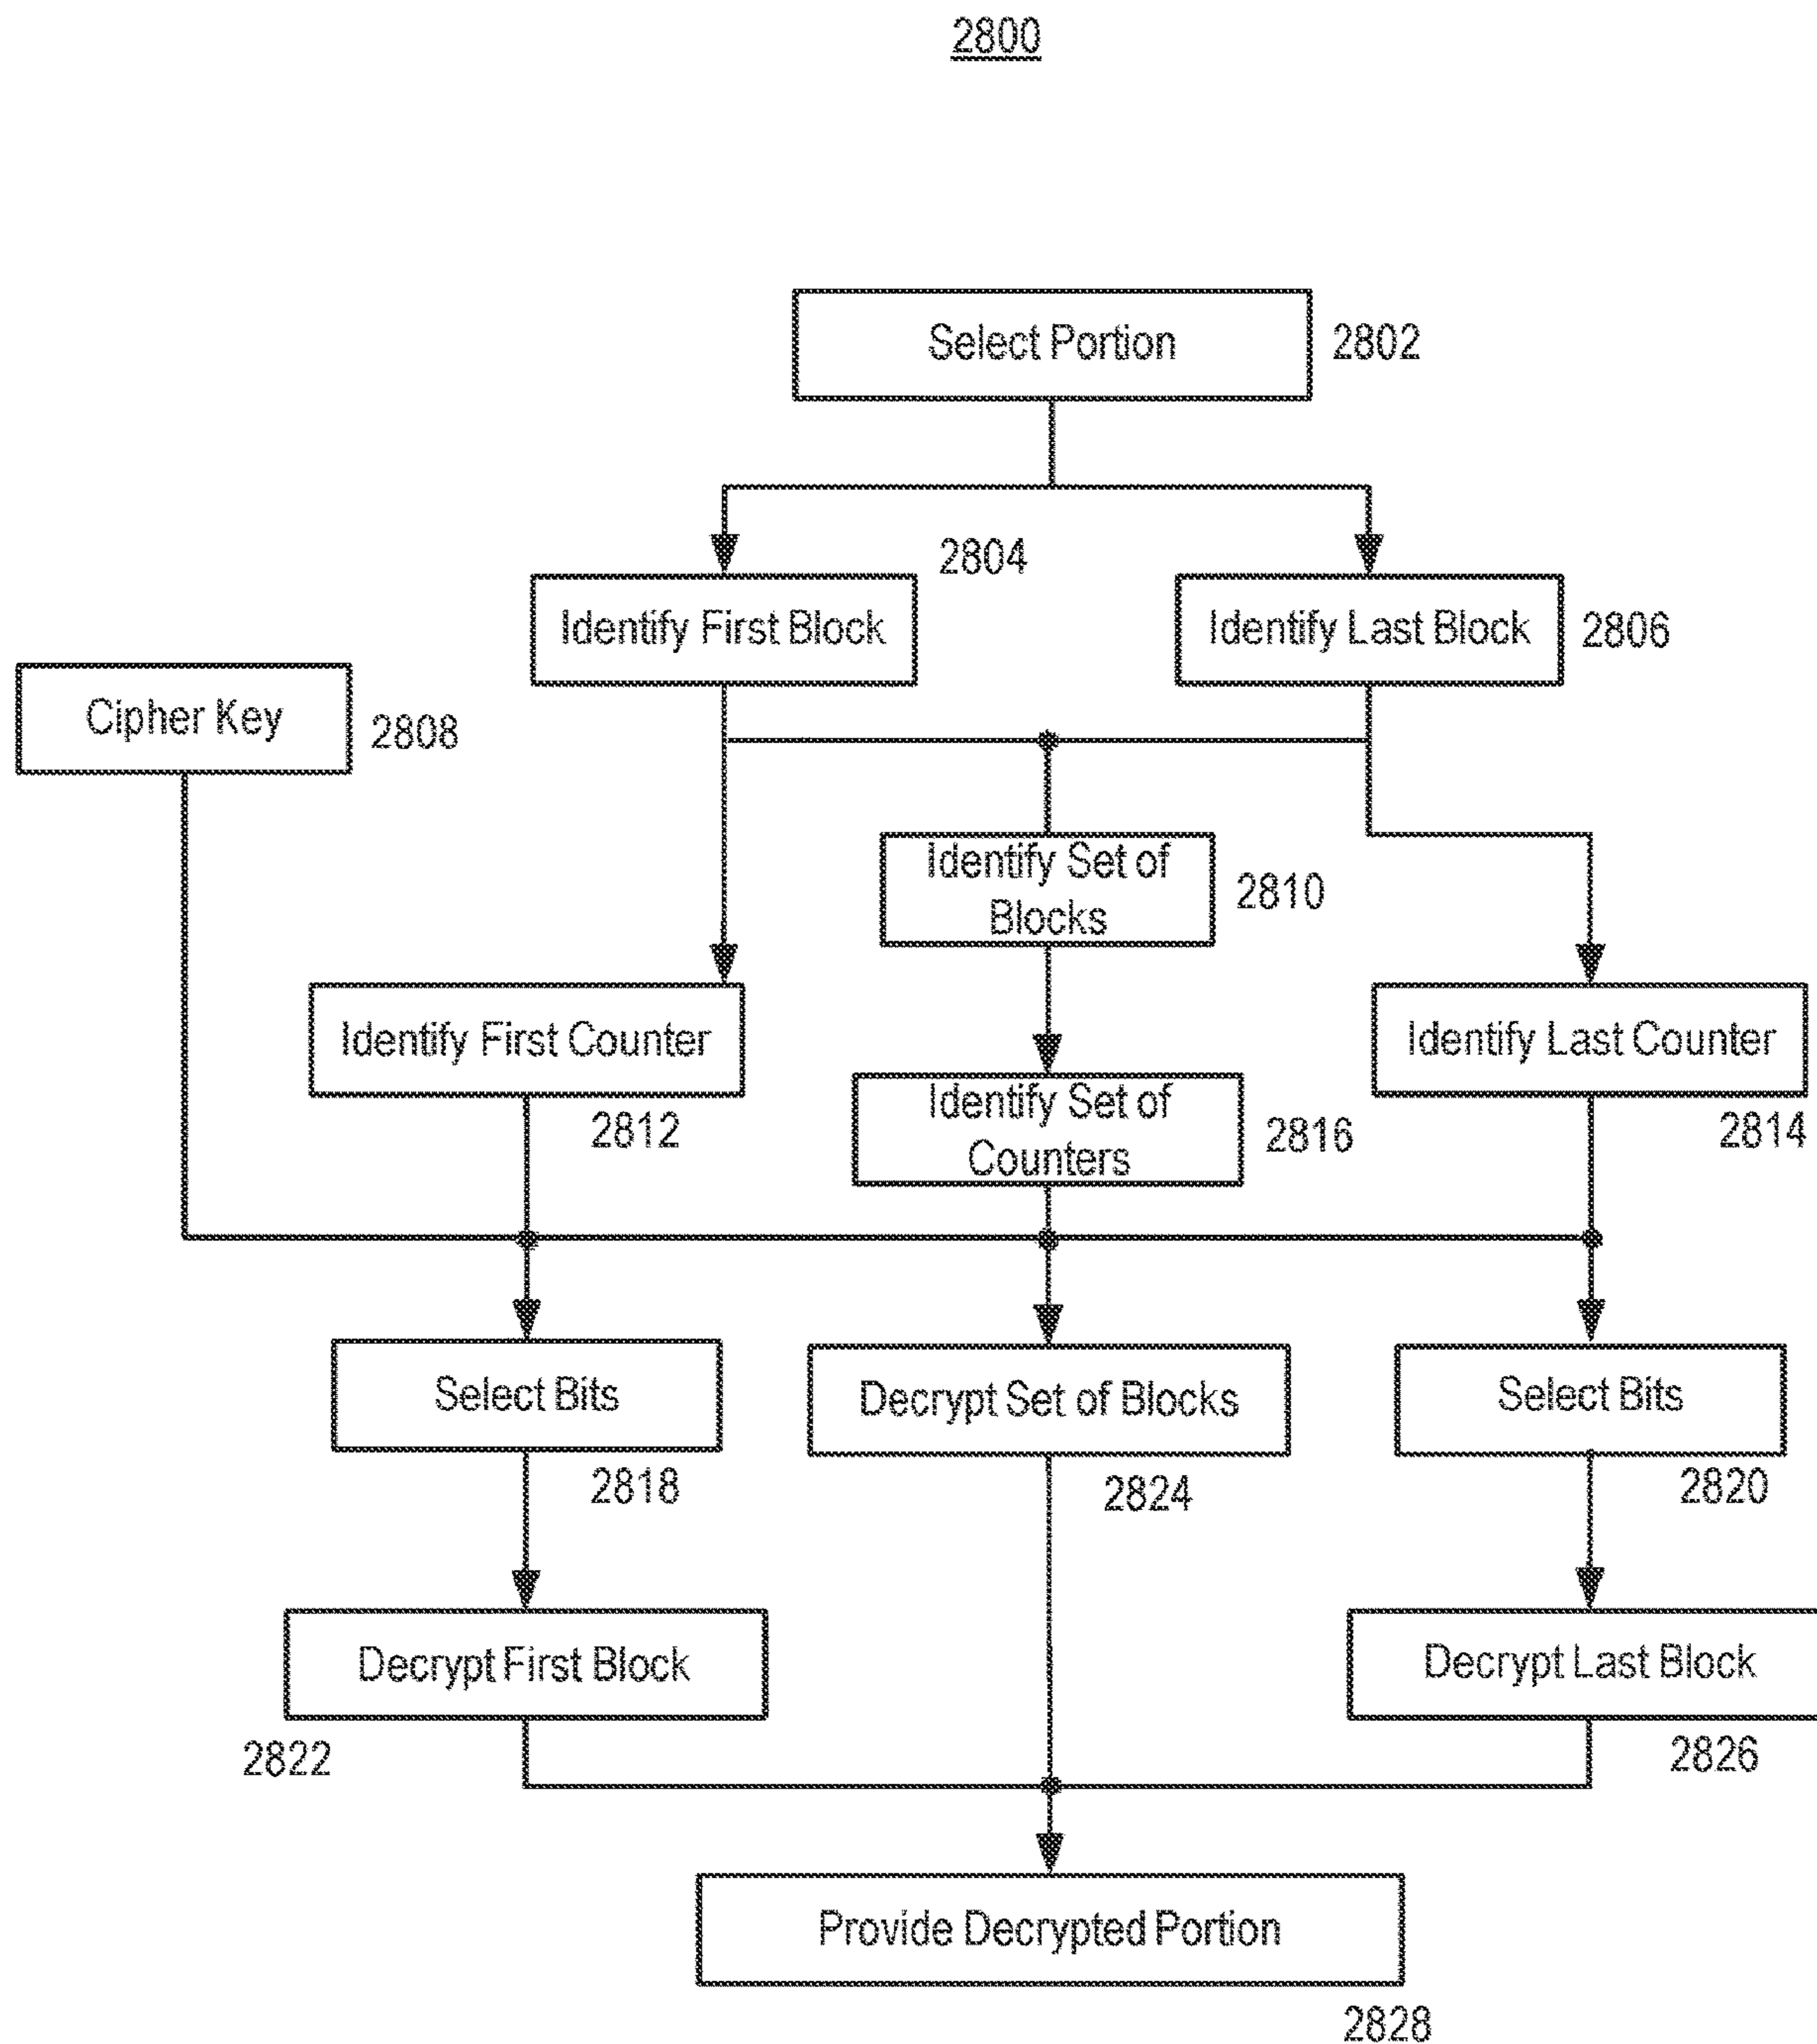 2800
Select Portion
2802
2804
Identify First Block
Identify Last Block
2806
Cipher Key
2808
Identify Set of
Blocks
2810
Identify First Counter
2812
Identify Set of
Counters
2816
Identify Last Counter
2814
Select Bits
2818
Decrypt Set of Blocks
2824
Select Bits
2820
Decrypt First Block
2822
Decrypt Last Block
2826
Provide Decrypted Portion
2828